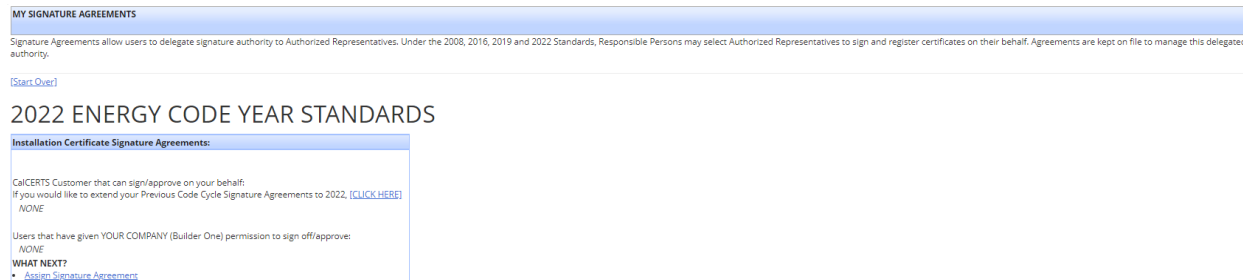 MY SIGNATURE AGREEMENTS
Signature Agreements allow users to delegate signature authority to Authorized Representatives. Under the 2008, 2016, 2019 and 2022 Standards, Responsible Persons may select Authorized Representatives to sign and register certificates on their behalf. Agreements are kept on file to manage this delegated
authority.
[Start Over]
2022 ENERGY CODE YEAR STANDARDS
Installation Certificate Signature Agreements:
CalCERTS Customer that can sign/approve on your behalf:
If you would like to extend your Previous Code Cycle Signature Agreements to 2022, [CLICK HERE]
NONE
Users that have given YOUR COMPANY (Builder One) permission to sign off/approve:
NONE
WHAT NEXT?
• Assign Signature Agreement